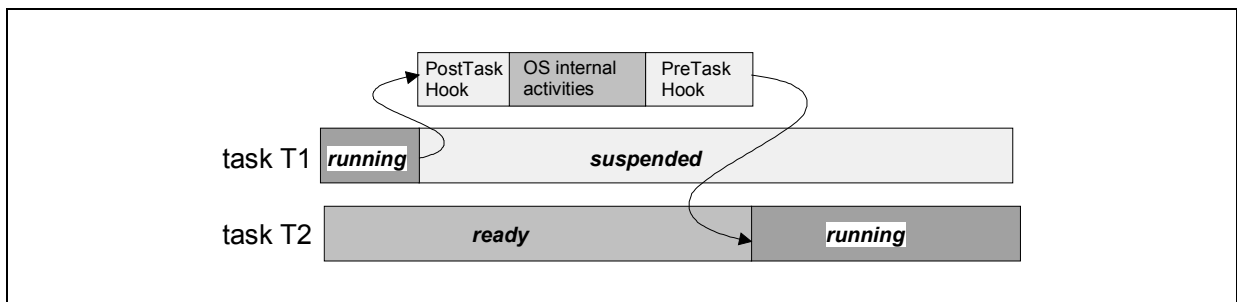 PostTask
Hook
OS internal
activities
PreTask
Hook
task T1
running
suspended
task T2
ready
running